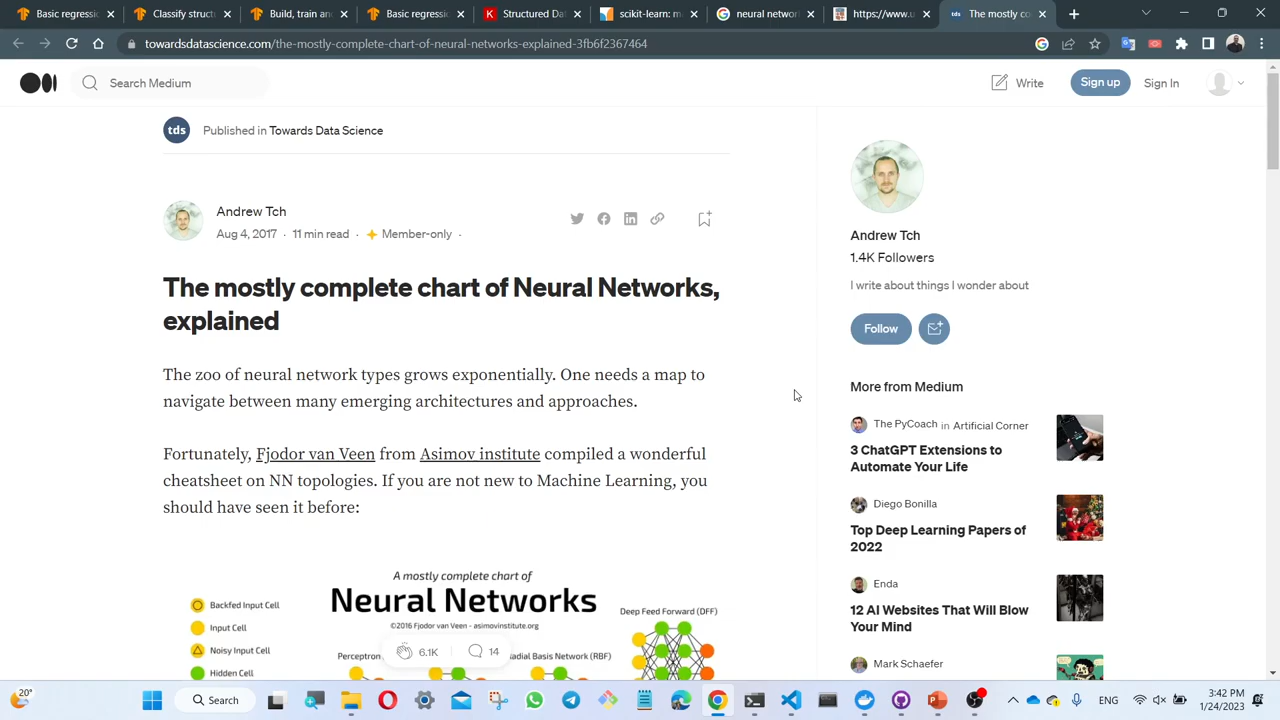 Basic regress
Build, train an
Basic regress
Basic regress
Structured Dat
scikit-learn: m
neural networ
https://www.u
The mostly co
towardsdatascience.com/the-mostly-complete-chart-of-neural-networks-explained-3fb6f2367464
Search Medium
Write
Sign up
Sign In
tds Published in Towards Data Science
Andrew Tch
Aug 4, 2017 · 11 min read · Member-only ·
The mostly complete chart of Neural Networks,
explained
The zoo of neural network types grows exponentially. One needs a map to
navigate between many emerging architectures and approaches.
Fortunately, Fjodor van Veen from Asimov institute compiled a wonderful
cheatsheet on NN topologies. If you are not new to Machine Learning, you
should have seen it before:
A mostly complete chart of
Neural Networks
©2016 Fjodor van Veen - asimovinstitute.org
Backfed Input Cell
Input Cell
Noisy Input Cell
Hidden Cell
Deep Feed Forward (DFF)
Perceptron
adial Basis Network (RBF)
6.1K
14
Andrew Tch
1.4K Followers
I write about things I wonder about
Follow
More from Medium
The PyCoach in Artificial Corner
3 ChatGPT Extensions to
Automate Your Life
Diego Bonilla
Top Deep Learning Papers of
2022
Enda
12 AI Websites That Will Blow
Your Mind
Mark Schaefer
20°
Search
ENG
3:42 PM
1/24/2023